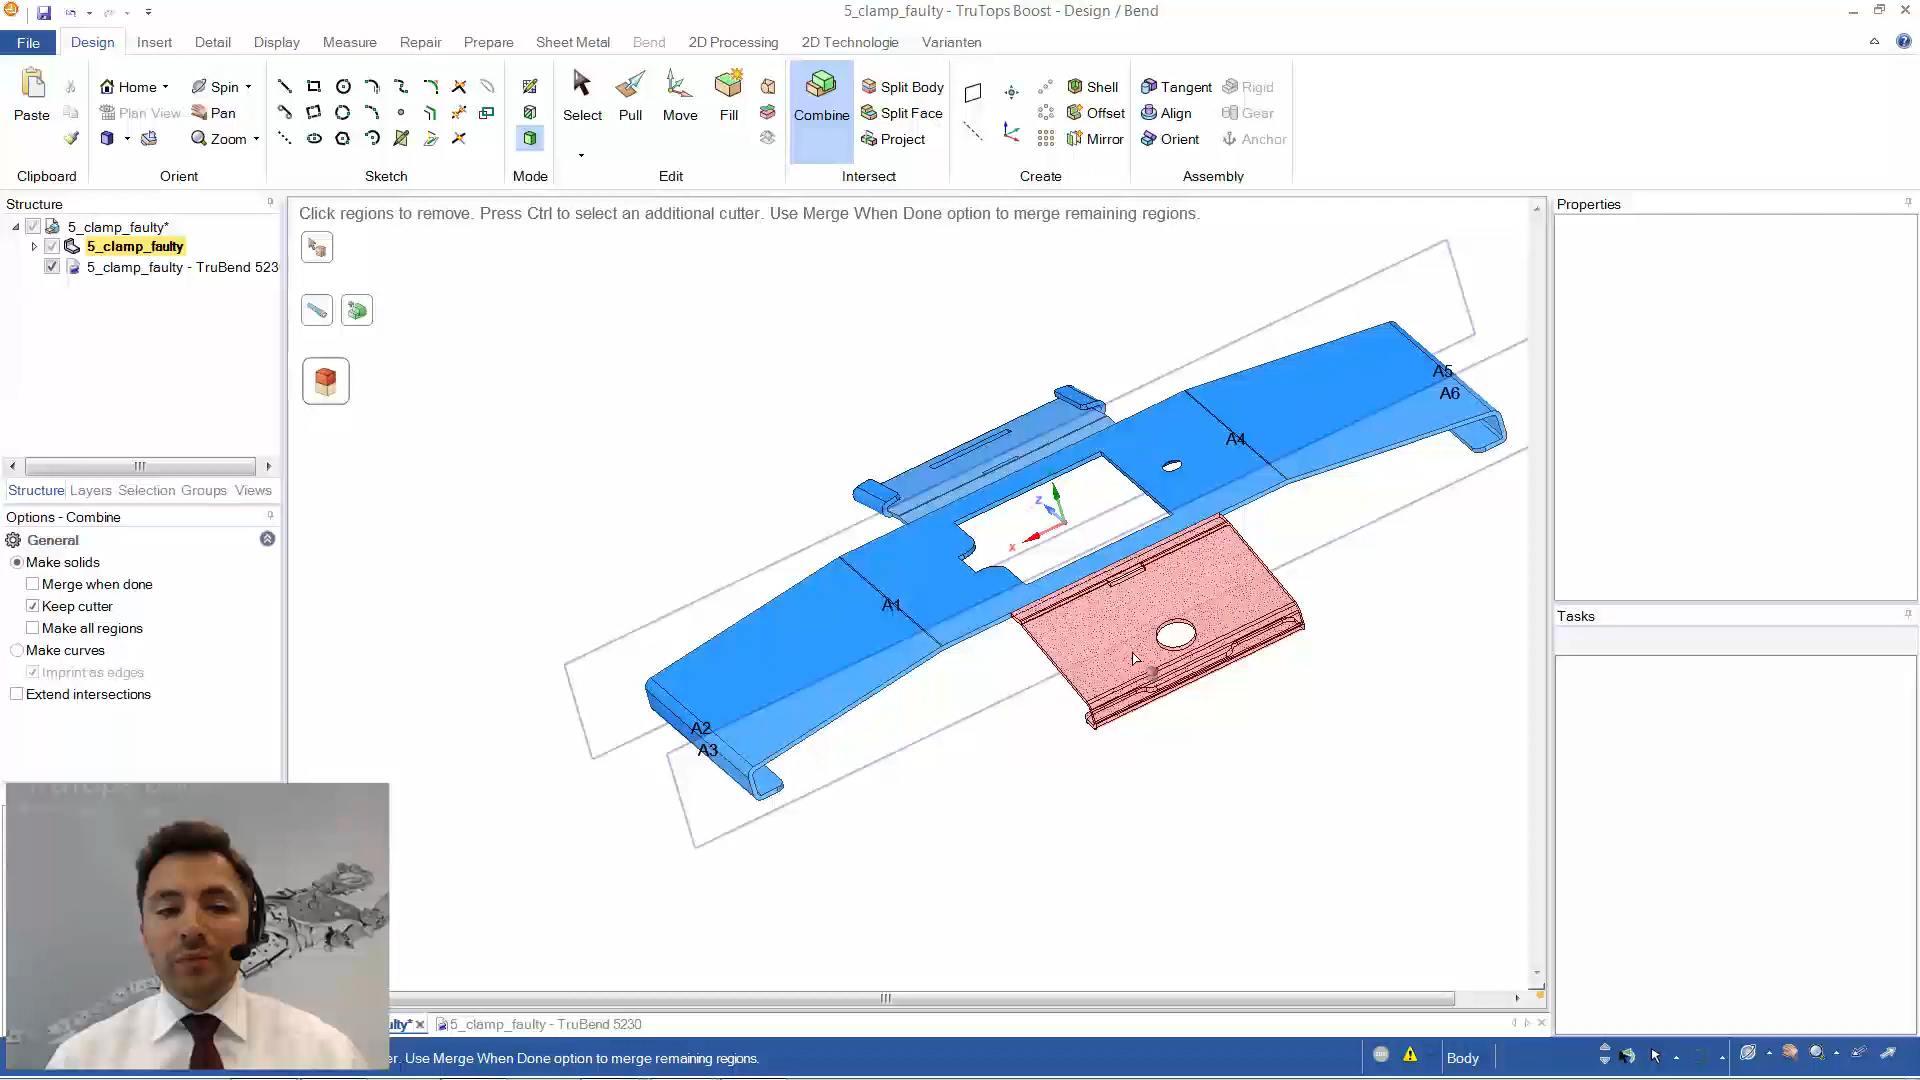 5_clamp_faulty - TruTops Boost - Design / Bend
File Design Insert Detail Display Measure Repair Prepare Sheet Metal Bend 2D Processing 2D Technologie Varianten
Paste
Home
Plan View
Spin
Pan
Zoom
Select
Pull
Move
Fill
Combine
Split Body
Split Face
Project
Shell
Offset
Mirror
Tangent
Align
Orient
Rigid
Gear
Anchor
Clipboard Orient Sketch Mode Edit Intersect Create Assembly
Structure
5_clamp_faulty*
5_clamp_faulty
5_clamp_faulty - TruBend 523
Structure Layers Selection Groups Views
Options - Combine
General
Make solids
Merge when done
Keep cutter
Make all regions
Make curves
Imprint as edges
Extend intersections
Click regions to remove. Press Ctrl to select an additional cutter. Use Merge When Done option to merge remaining regions.
A5
A6
A4
Z
X
A1
A2
A3
Properties
Tasks
ulty*
5_clamp_faulty - TruBend 5230
er. Use Merge When Done option to merge remaining regions.
Body